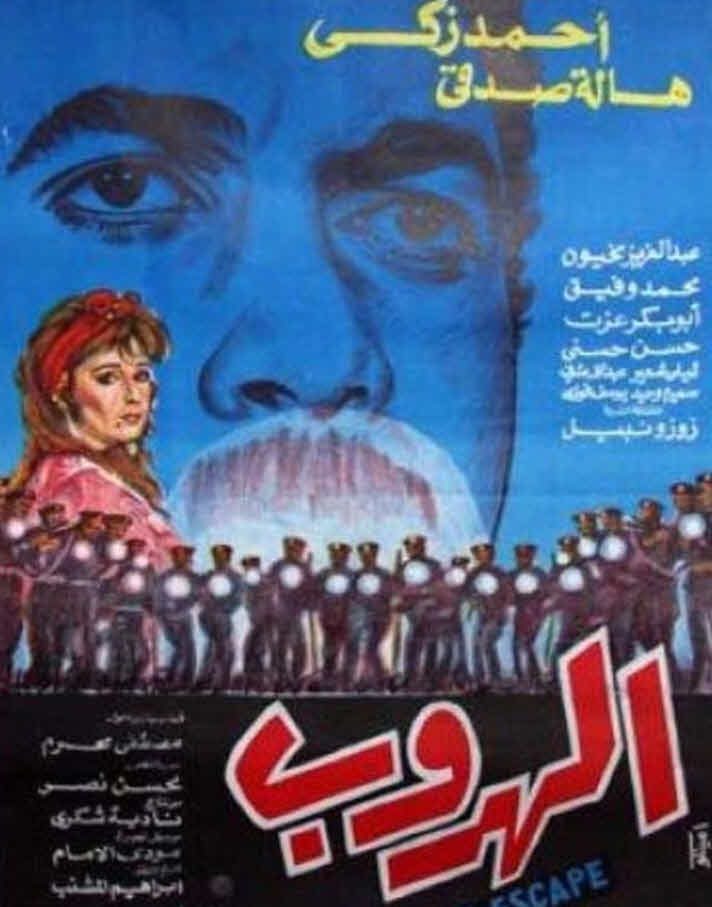 أحمد زكى
هالة صدقى
عبدالعزيز مخيون
محمد وفيق
أبوبكر عزت
حسن حسنى
زوزو نبيل
مصطفى محرم
محسن نصر
نادية شكرى
مودى الامام
ابراهيم المشنب
الهروب
ESCAPE